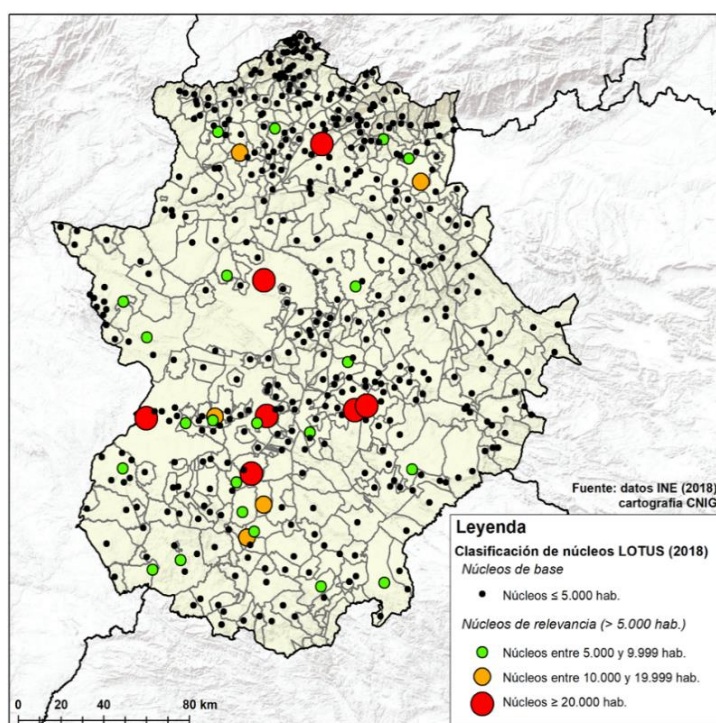 Fuente: datos INE (2018)
cartografia CNIG
Leyenda
Clasificación de núcleos LOTUS (2018)
Núcleos de base
Núcleos ≤ 5.000 hab.
Núcleos de relevancia (> 5.000 hab.)
Núcleos entre 5.000 y 9.999 hab.
Núcleos entre 10.000 y 19.999 hab.
Núcleos ≥ 20.000 hab.
0 20 40 80 km